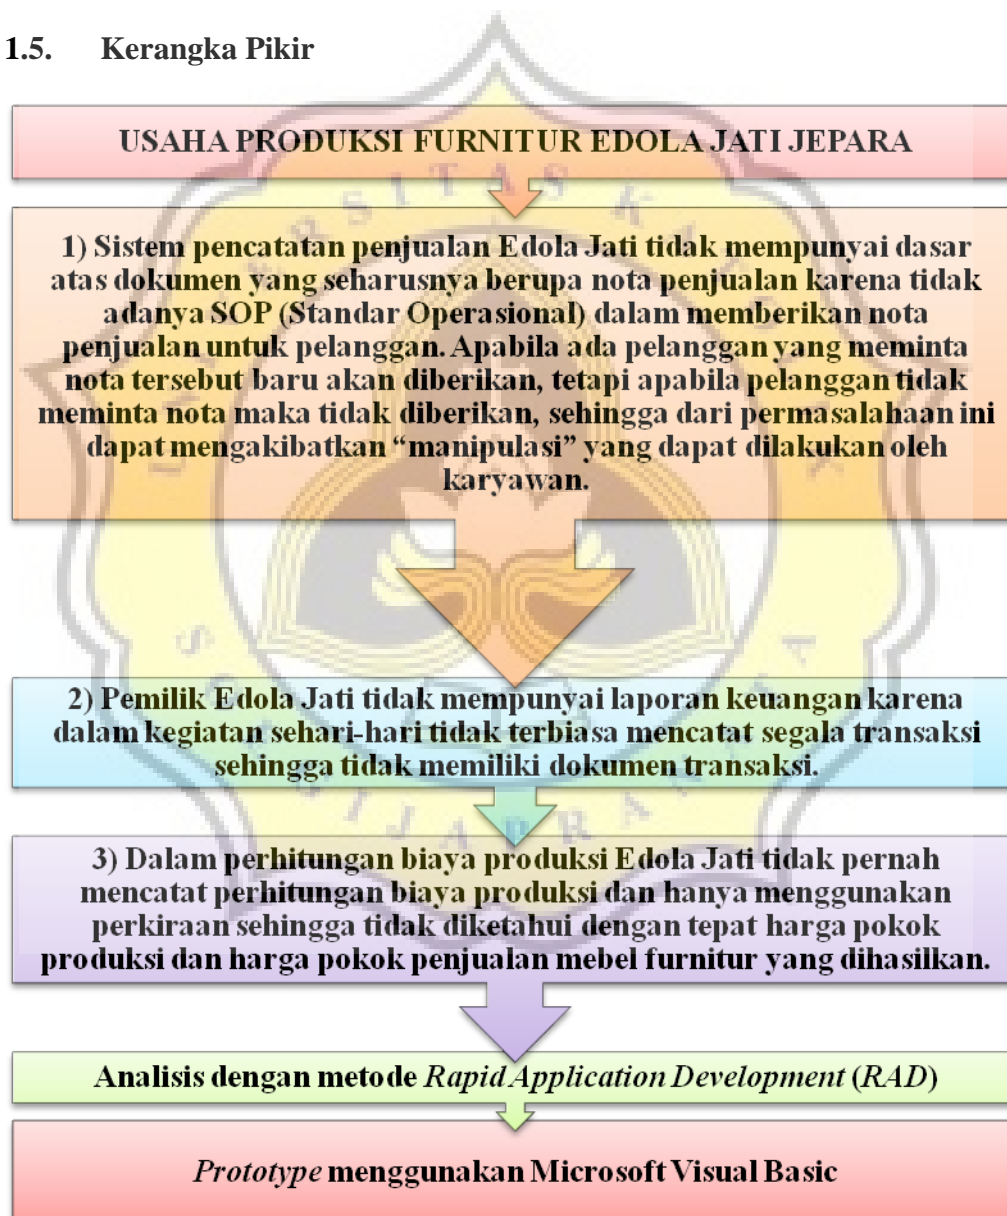 1.5. Kerangka Pikir
USAHA PRODUKSI FURNITUR EDOLA JATI JEPARA
1) Sistem pencatatan penjualan Edola Jati tidak mempunyai dasar
atas dokumen yang seharusnya berupa nota penjualan karena tidak
adanya SOP (Standar Operasional) dalam memberikan nota
penjualan untuk pelanggan. Apabila ada pelanggan yang meminta
nota tersebut baru akan diberikan, tetapi apabila pelanggan tidak
meminta nota maka tidak diberikan, sehingga dari permasalahaan ini
dapat mengakibatkan “manipulasi” yang dapat dilakukan oleh
karyawan.
2) Pemilik Edola Jati tidak mempunyai laporan keuangan karena
dalam kegiatan sehari-hari tidak terbiasa mencatat segala transaksi
sehingga tidak memiliki dokumen transaksi.
3) Dalam perhitungan biaya produksi Edola Jati tidak pernah
mencatat perhitungan biaya produksi dan hanya menggunakan
perkiraan sehingga tidak diketahui dengan tepat harga pokok
produksi dan harga pokok penjualan mebel furnitur yang dihasilkan.
Analisis dengan metode Rapid Application Development (RAD)
Prototype menggunakan Microsoft Visual Basic